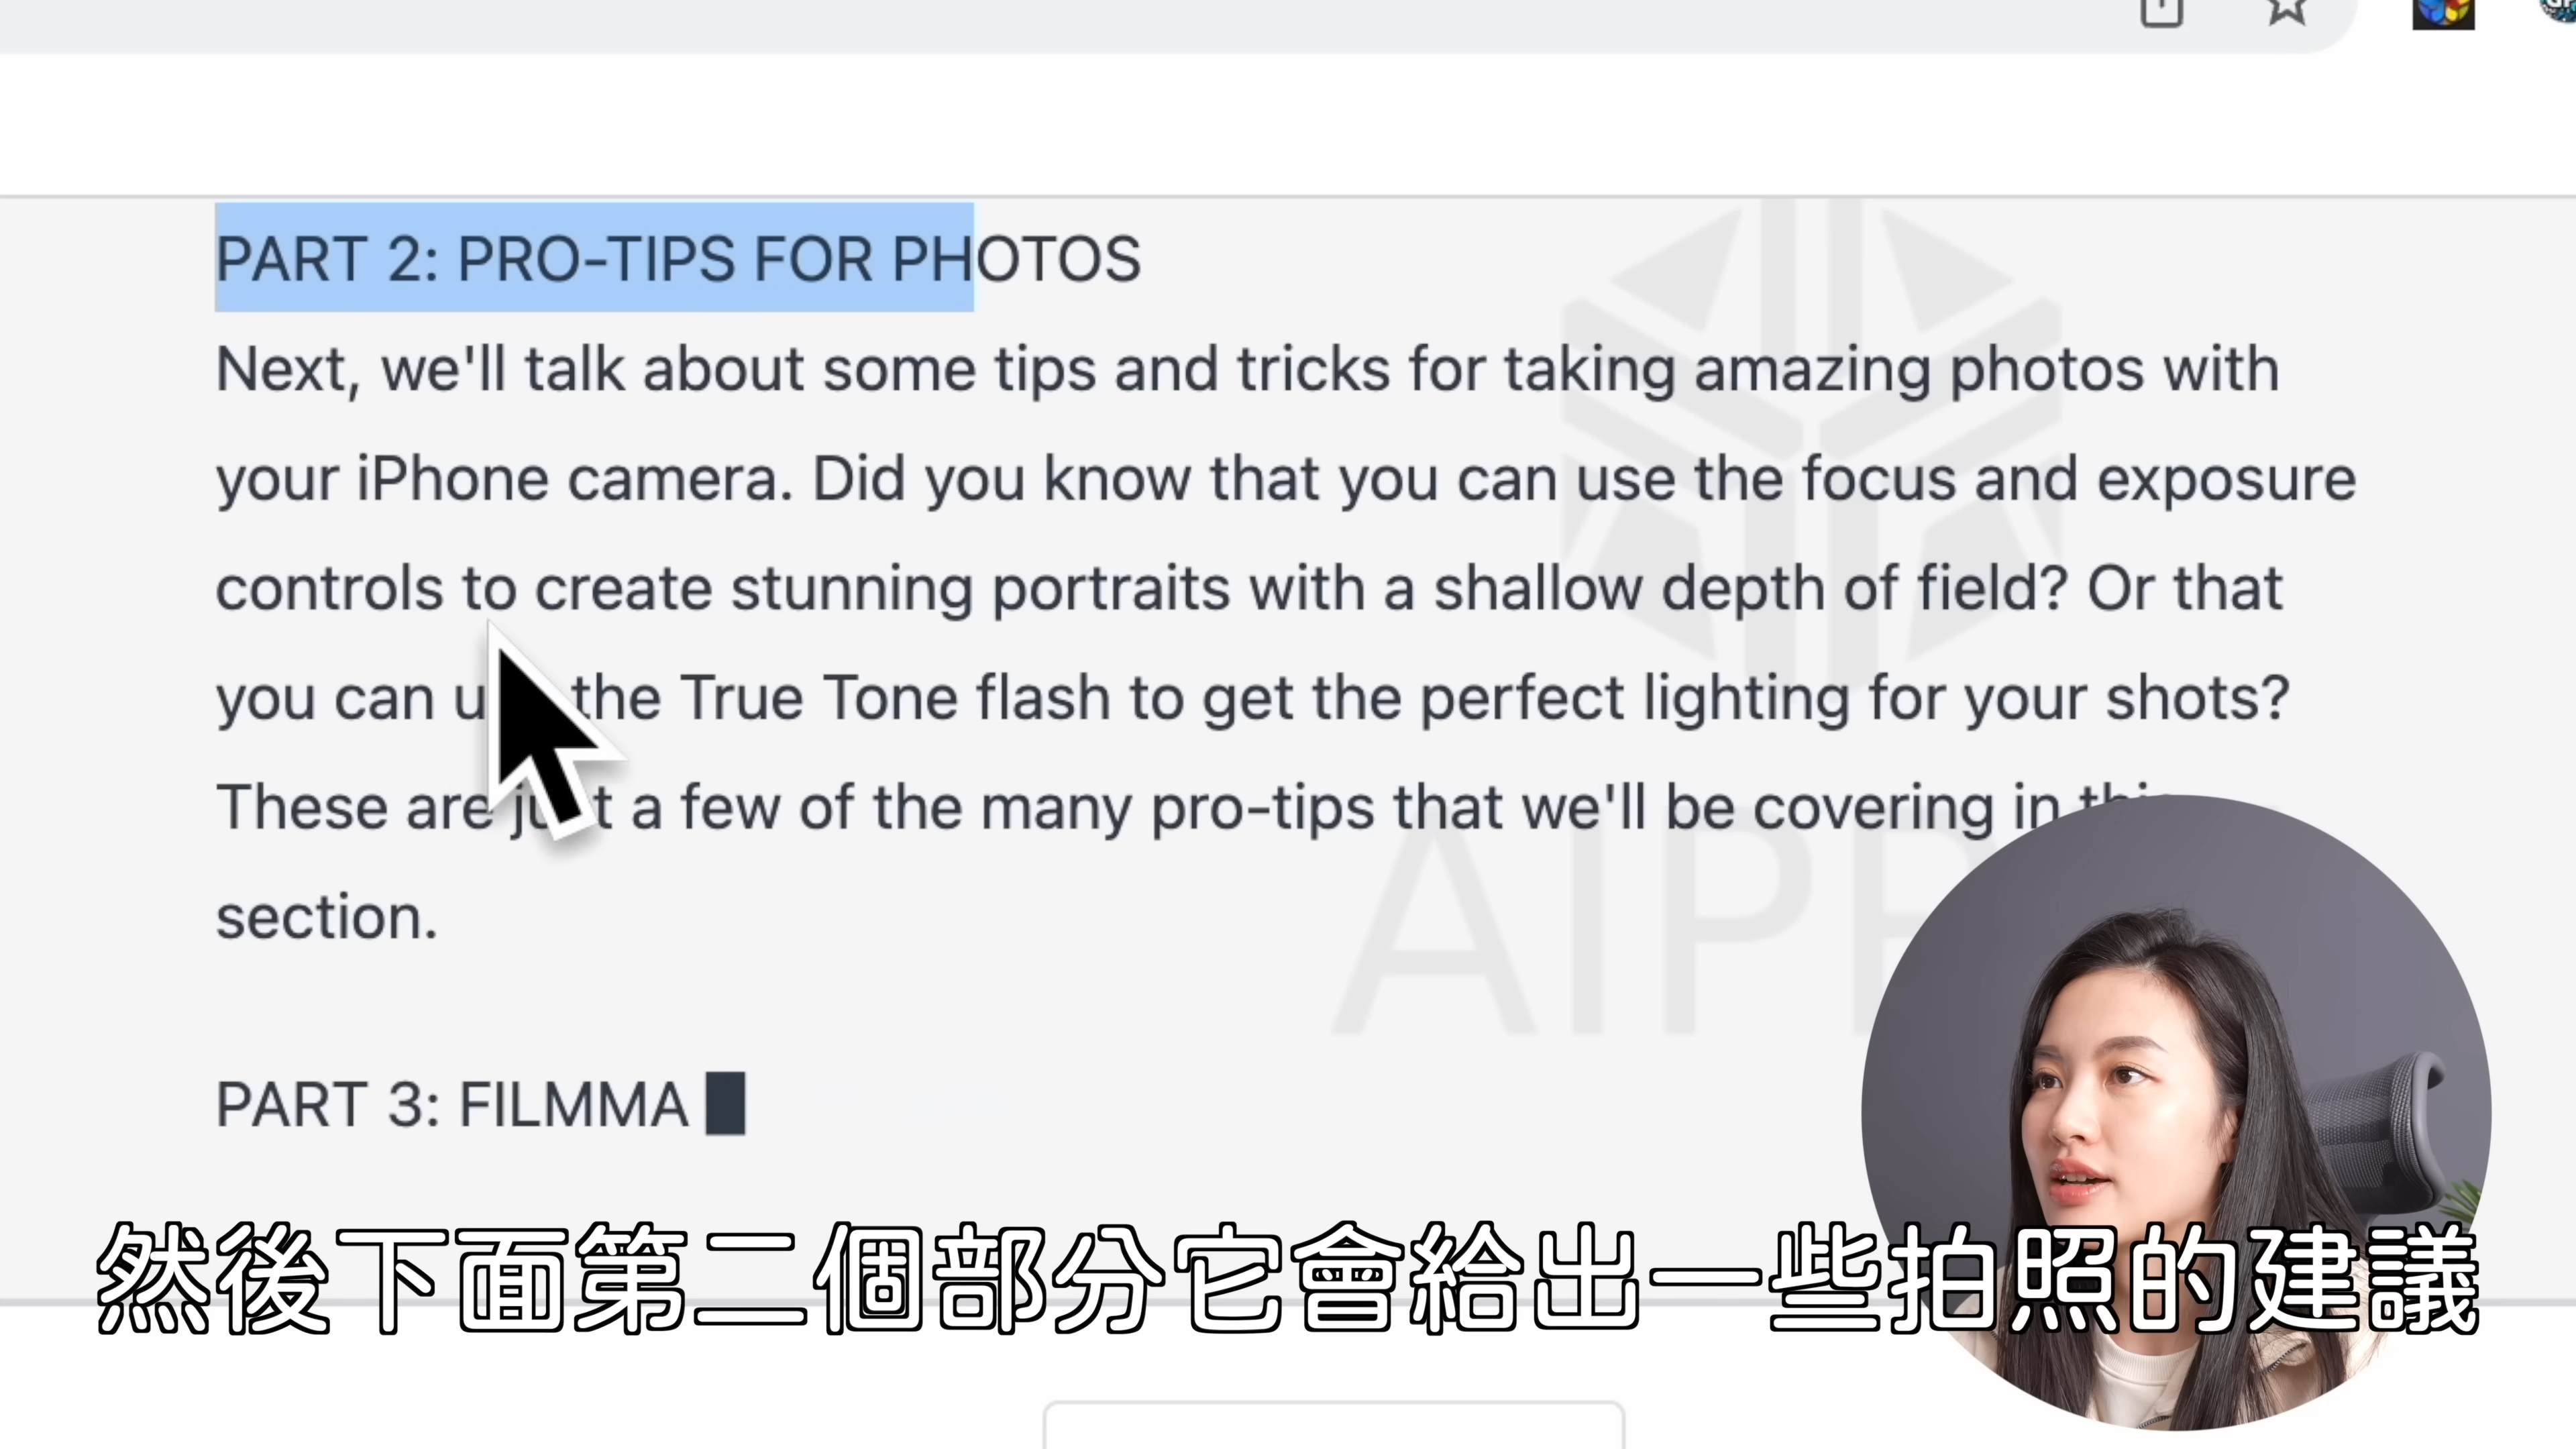 PART 2: PRO-TIPS FOR PHOTOS
Next, we'll talk about some tips and tricks for taking amazing photos with
your iPhone camera. Did you know that you can use the focus and exposure
controls to create stunning portraits with a shallow depth of field? Or that
you can the True Tone flash to get the perfect lighting for your shots?
These are a few of the many pro-tips that we'll be covering in
section.
AIP
PART 3: FILMMA
然後下面第二個部分它會給出一些拍照的建議